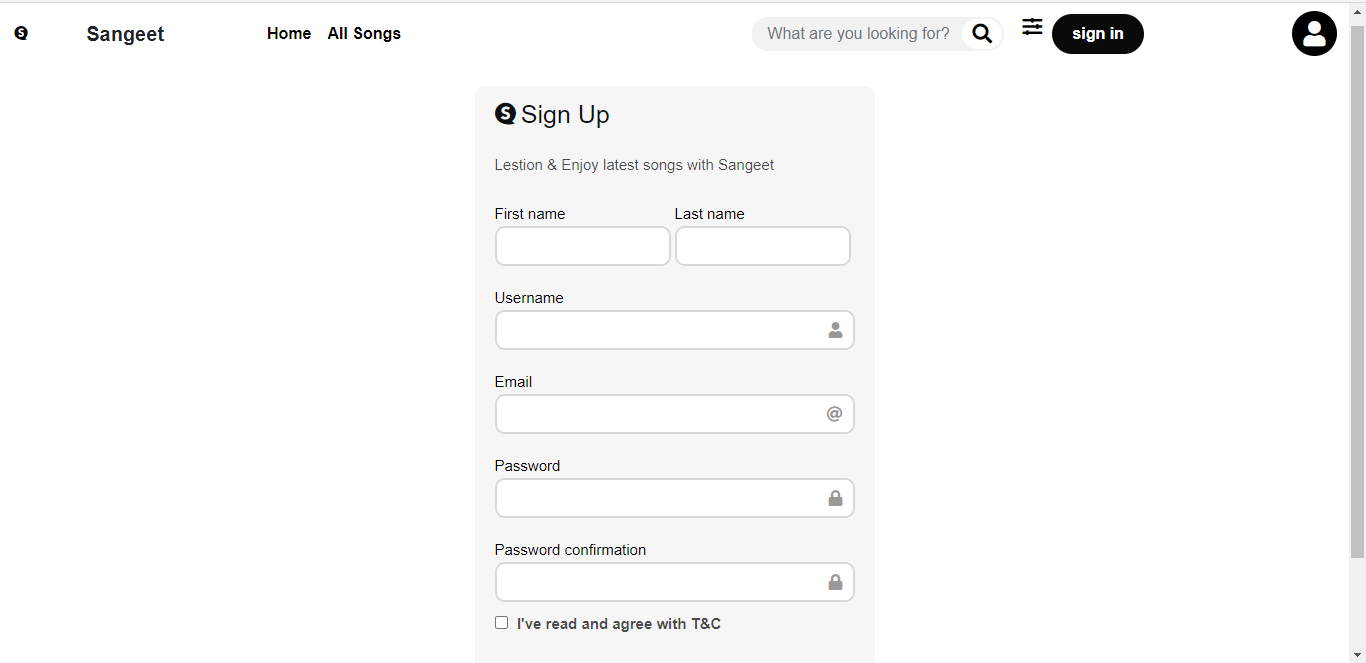 S Sangeet Home All Songs What are you looking for? sign in
S Sign Up
Lestion & Enjoy latest songs with Sangeet
First name Last name
Username
Email
@
Password
Password confirmation
I've read and agree with T&C